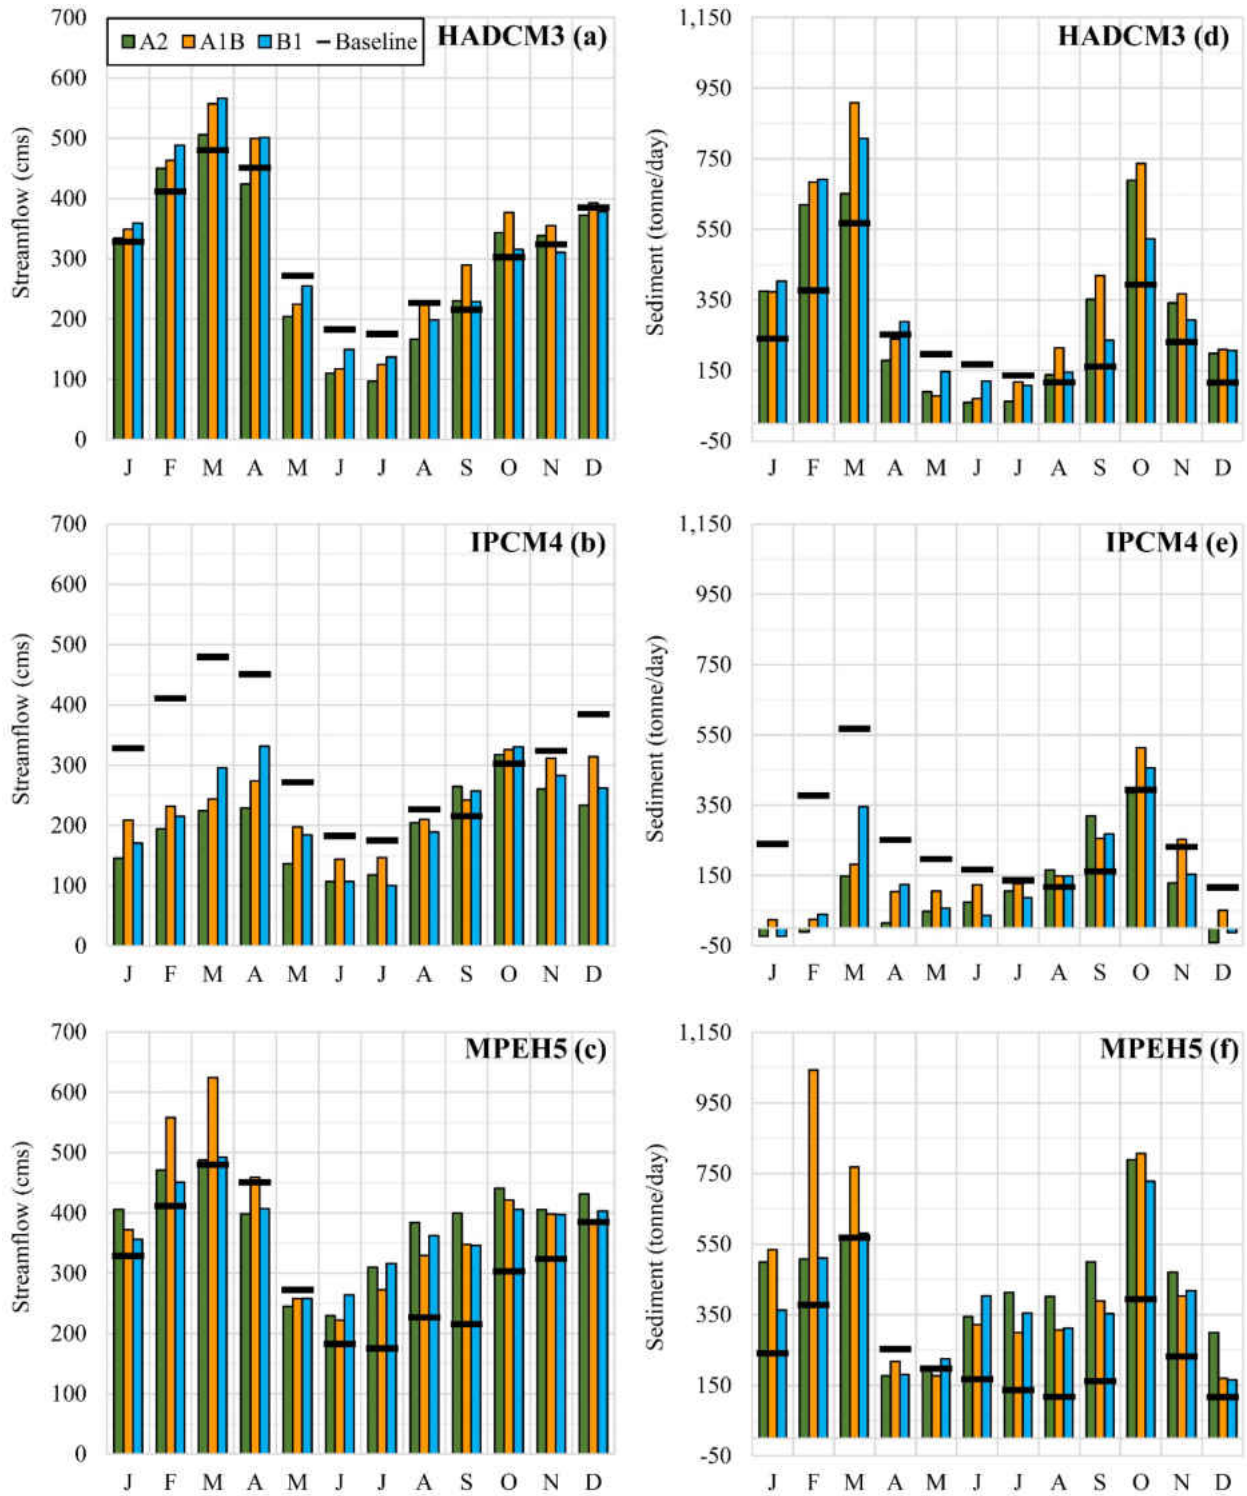 HADCM3 (a)
A2 A1B B1 Baseline
Streamflow (cms)
700
600
500
400
300
200
100
0
J F M A M J J A S O N D
HADCM3 (d)
Sediment (tonne/day)
1,150
950
750
550
350
150
-50
J F M A M J J A S O N D
IPCM4 (b)
Streamflow (cms)
700
600
500
400
300
200
100
0
J F M A M J J A S O N D
IPCM4 (e)
Sediment (tonne/day)
1,150
950
750
550
350
150
-50
J F M A M J J A S O N D
MPEH5 (c)
Streamflow (cms)
700
600
500
400
300
200
100
0
J F M A M J J A S O N D
MPEH5 (f)
Sediment (tonne/day)
1,150
950
750
550
350
150
-50
J F M A M J J A S O N D